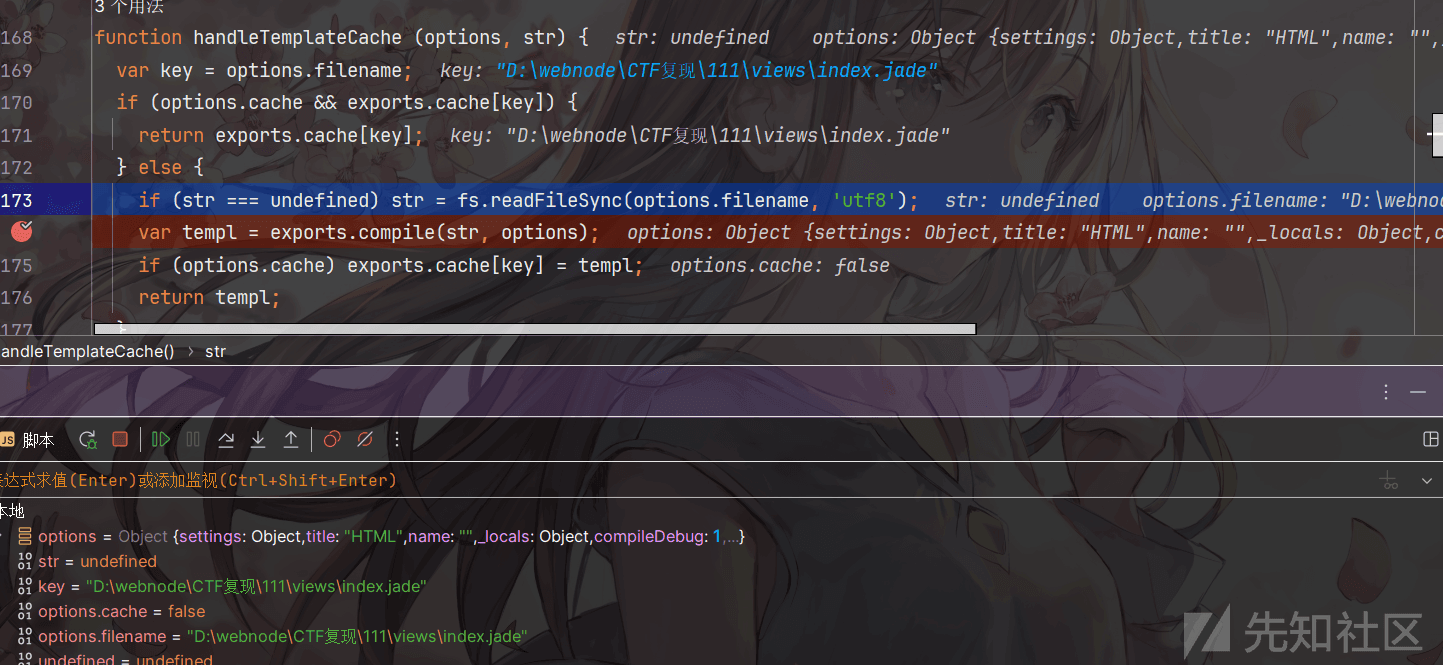 3 个用法
168 function handleTemplateCache (options, str) { str: undefined options: Object {settings: Object,title: "HTML",name: "",
169 var key = options.filename; key: "D:\webnode\CTF复现\111\views\index.jade"
170 if (options.cache && exports.cache[key]) {
171 return exports.cache[key]; key: "D:\webnode\CTF复现\111\views\index.jade"
172 } else {
173 if (str === undefined) str = fs.readFileSync(options.filename, 'utf8'); str: undefined options.filename: "D:\webno
var templ = exports.compile(str, options); options: Object {settings: Object,title: "HTML",name: "",_locals: Object,c
175 if (options.cache) exports.cache[key] = templ; options.cache: false
176 return templ;
177 }
andleTemplateCache() › str
JS 脚本
表达式求值(Enter)或添加监视(Ctrl+Shift+Enter)
本地
options = Object {settings: Object,title: "HTML",name: "",_locals: Object,compileDebug: 1,...}
str = undefined
key = "D:\webnode\CTF复现\111\views\index.jade"
options.cache = false
options.filename = "D:\webnode\CTF复现\111\views\index.jade"
undefined = undefined
先知社区